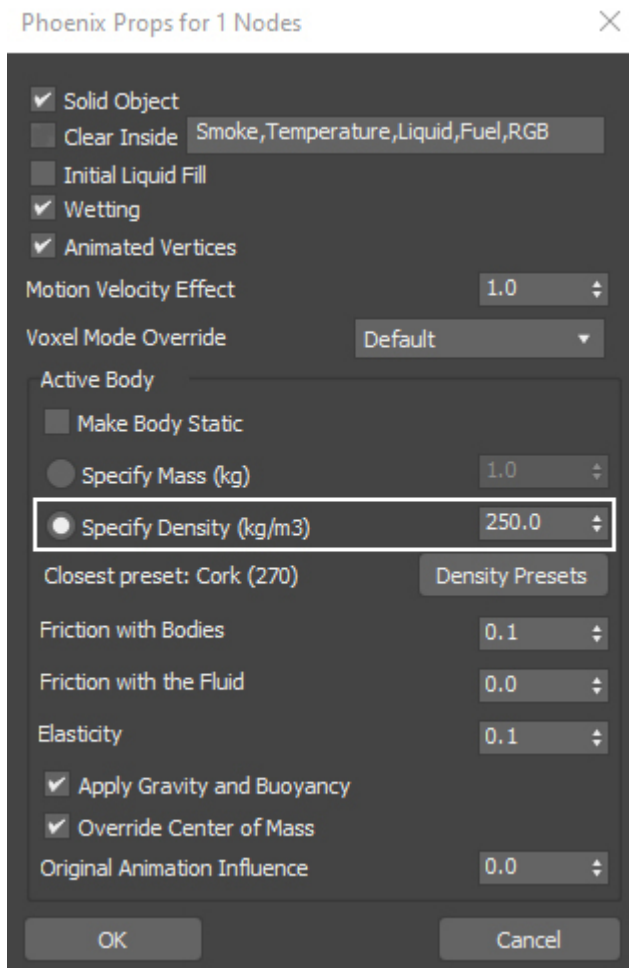 Phoenix Props for 1 Nodes
Solid Object
Clear Inside Smoke,Temperature,Liquid,Fuel,RGB
Initial Liquid Fill
Wetting
Animated Vertices
Motion Velocity Effect 1.0
Voxel Mode Override Default
Active Body
Make Body Static
Specify Mass (kg) 1.0
Specify Density (kg/m3) 250.0
Closest preset: Cork (270) Density Presets
Friction with Bodies 0.1
Friction with the Fluid 0.0
Elasticity 0.1
Apply Gravity and Buoyancy
Override Center of Mass
Original Animation Influence 0.0
OK Cancel